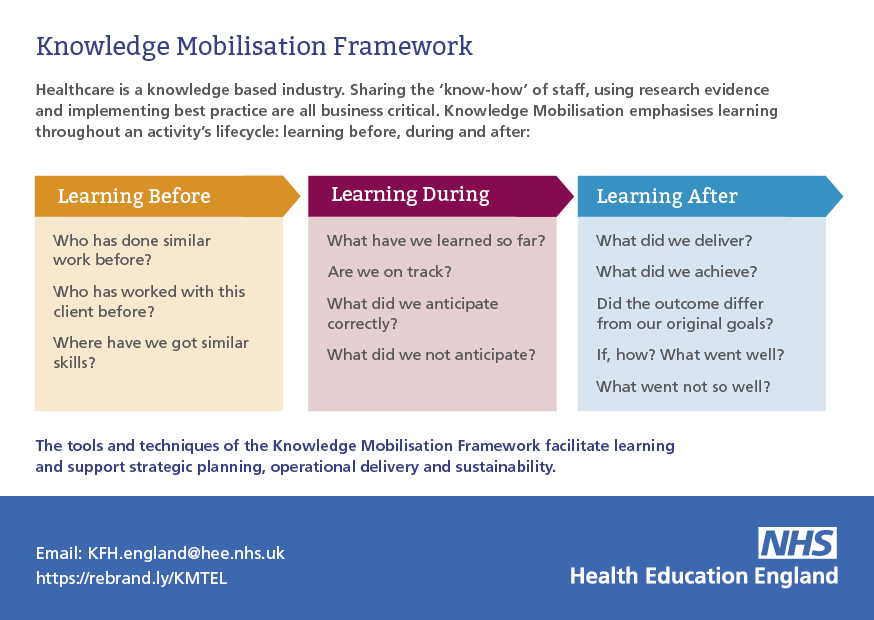 Knowledge Mobilisation Framework
Healthcare is a knowledge based industry. Sharing the ‘know-how’ of staff, using research evidence
and implementing best practice are all business critical. Knowledge Mobilisation emphasises learning
throughout an activity’s lifecycle: learning before, during and after:
Learning Before
Who has done similar
work before?
Who has worked with this
client before?
Where have we got similar
skills?
Learning During
What have we learned so far?
Are we on track?
What did we anticipate
correctly?
What did we not anticipate?
Learning After
What did we deliver?
What did we achieve?
Did the outcome differ
from our original goals?
If, how? What went well?
What went not so well?
The tools and techniques of the Knowledge Mobilisation Framework facilitate learning
and support strategic planning, operational delivery and sustainability.
Email: KFH.england@hee.nhs.uk
https://rebrand.ly/KMTEL
NHS
Health Education England